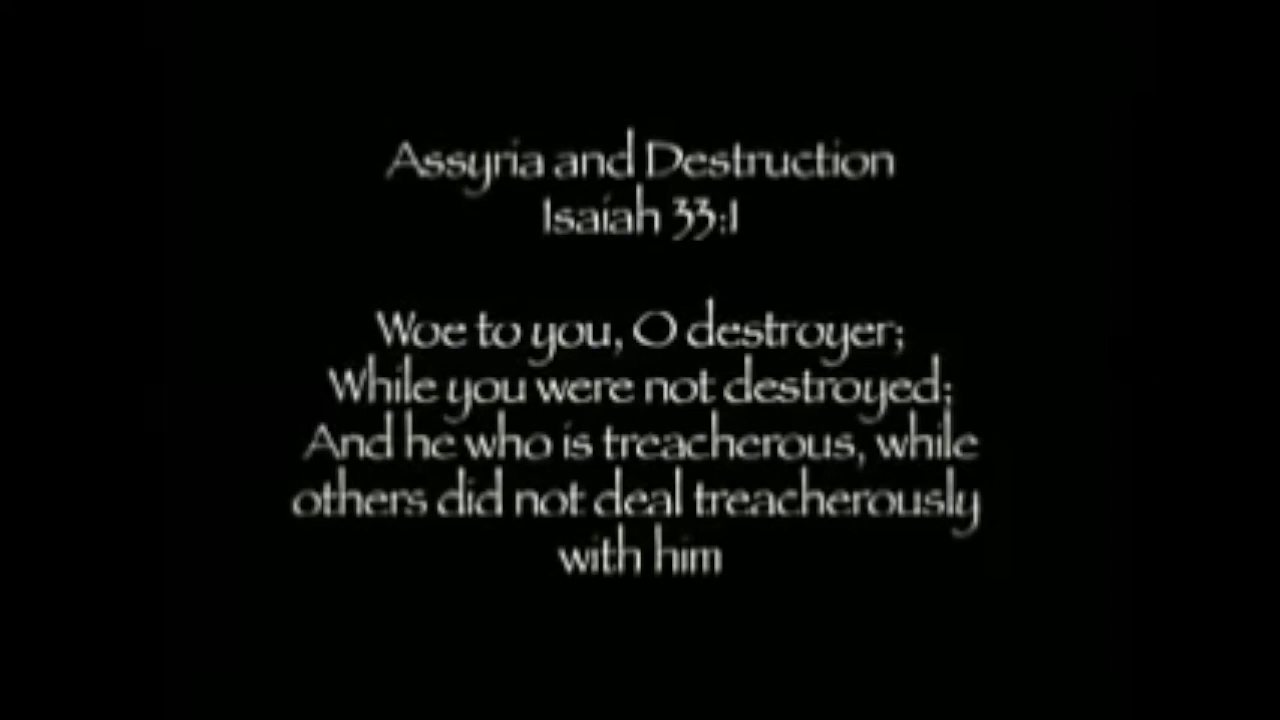 Assyria and Destruction
Isaiah 33:1
Woe to you, O destroyer;
While you were not destroyed;
And he who is treacherous, while
others did not deal treacherously
with him